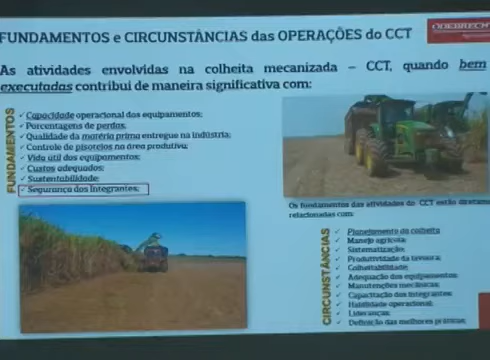 FUNDAMENTOS e CIRCUNSTÂNCIAS das OPERAÇÕES do CCT
ODEBRECHT
Agroindustrial
As atividades envolvidas na colheita mecanizada – CCT, quando bem
executadas contribui de maneira significativa com:
FUNDAMENTOS
✓ Capacidade operacional dos equipamentos;
✓ Porcentagens de perdas;
✓ Qualidade da matéria prima entregue na indústria;
✓ Controle de pisoteios na área produtiva;
✓ Vida útil dos equipamentos;
✓ Custos adequados;
✓ Sustentabilidade;
✓ Segurança dos Integrantes;
Os fundamentos das atividades do CCT estão diretam
relacionadas com:
CIRCUNSTÂNCIAS
✓ Planejamento da colheita
✓ Manejo agrícola;
✓ Sistematização;
✓ Produtividade da lavoura;
✓ Colheitabilidade;
✓ Adequação dos equipamentos;
✓ Manutenções mecânicas;
✓ Capacitação dos integrantes;
✓ Habilidade operacional;
✓ Lideranças;
✓ Definição das melhores práticas;